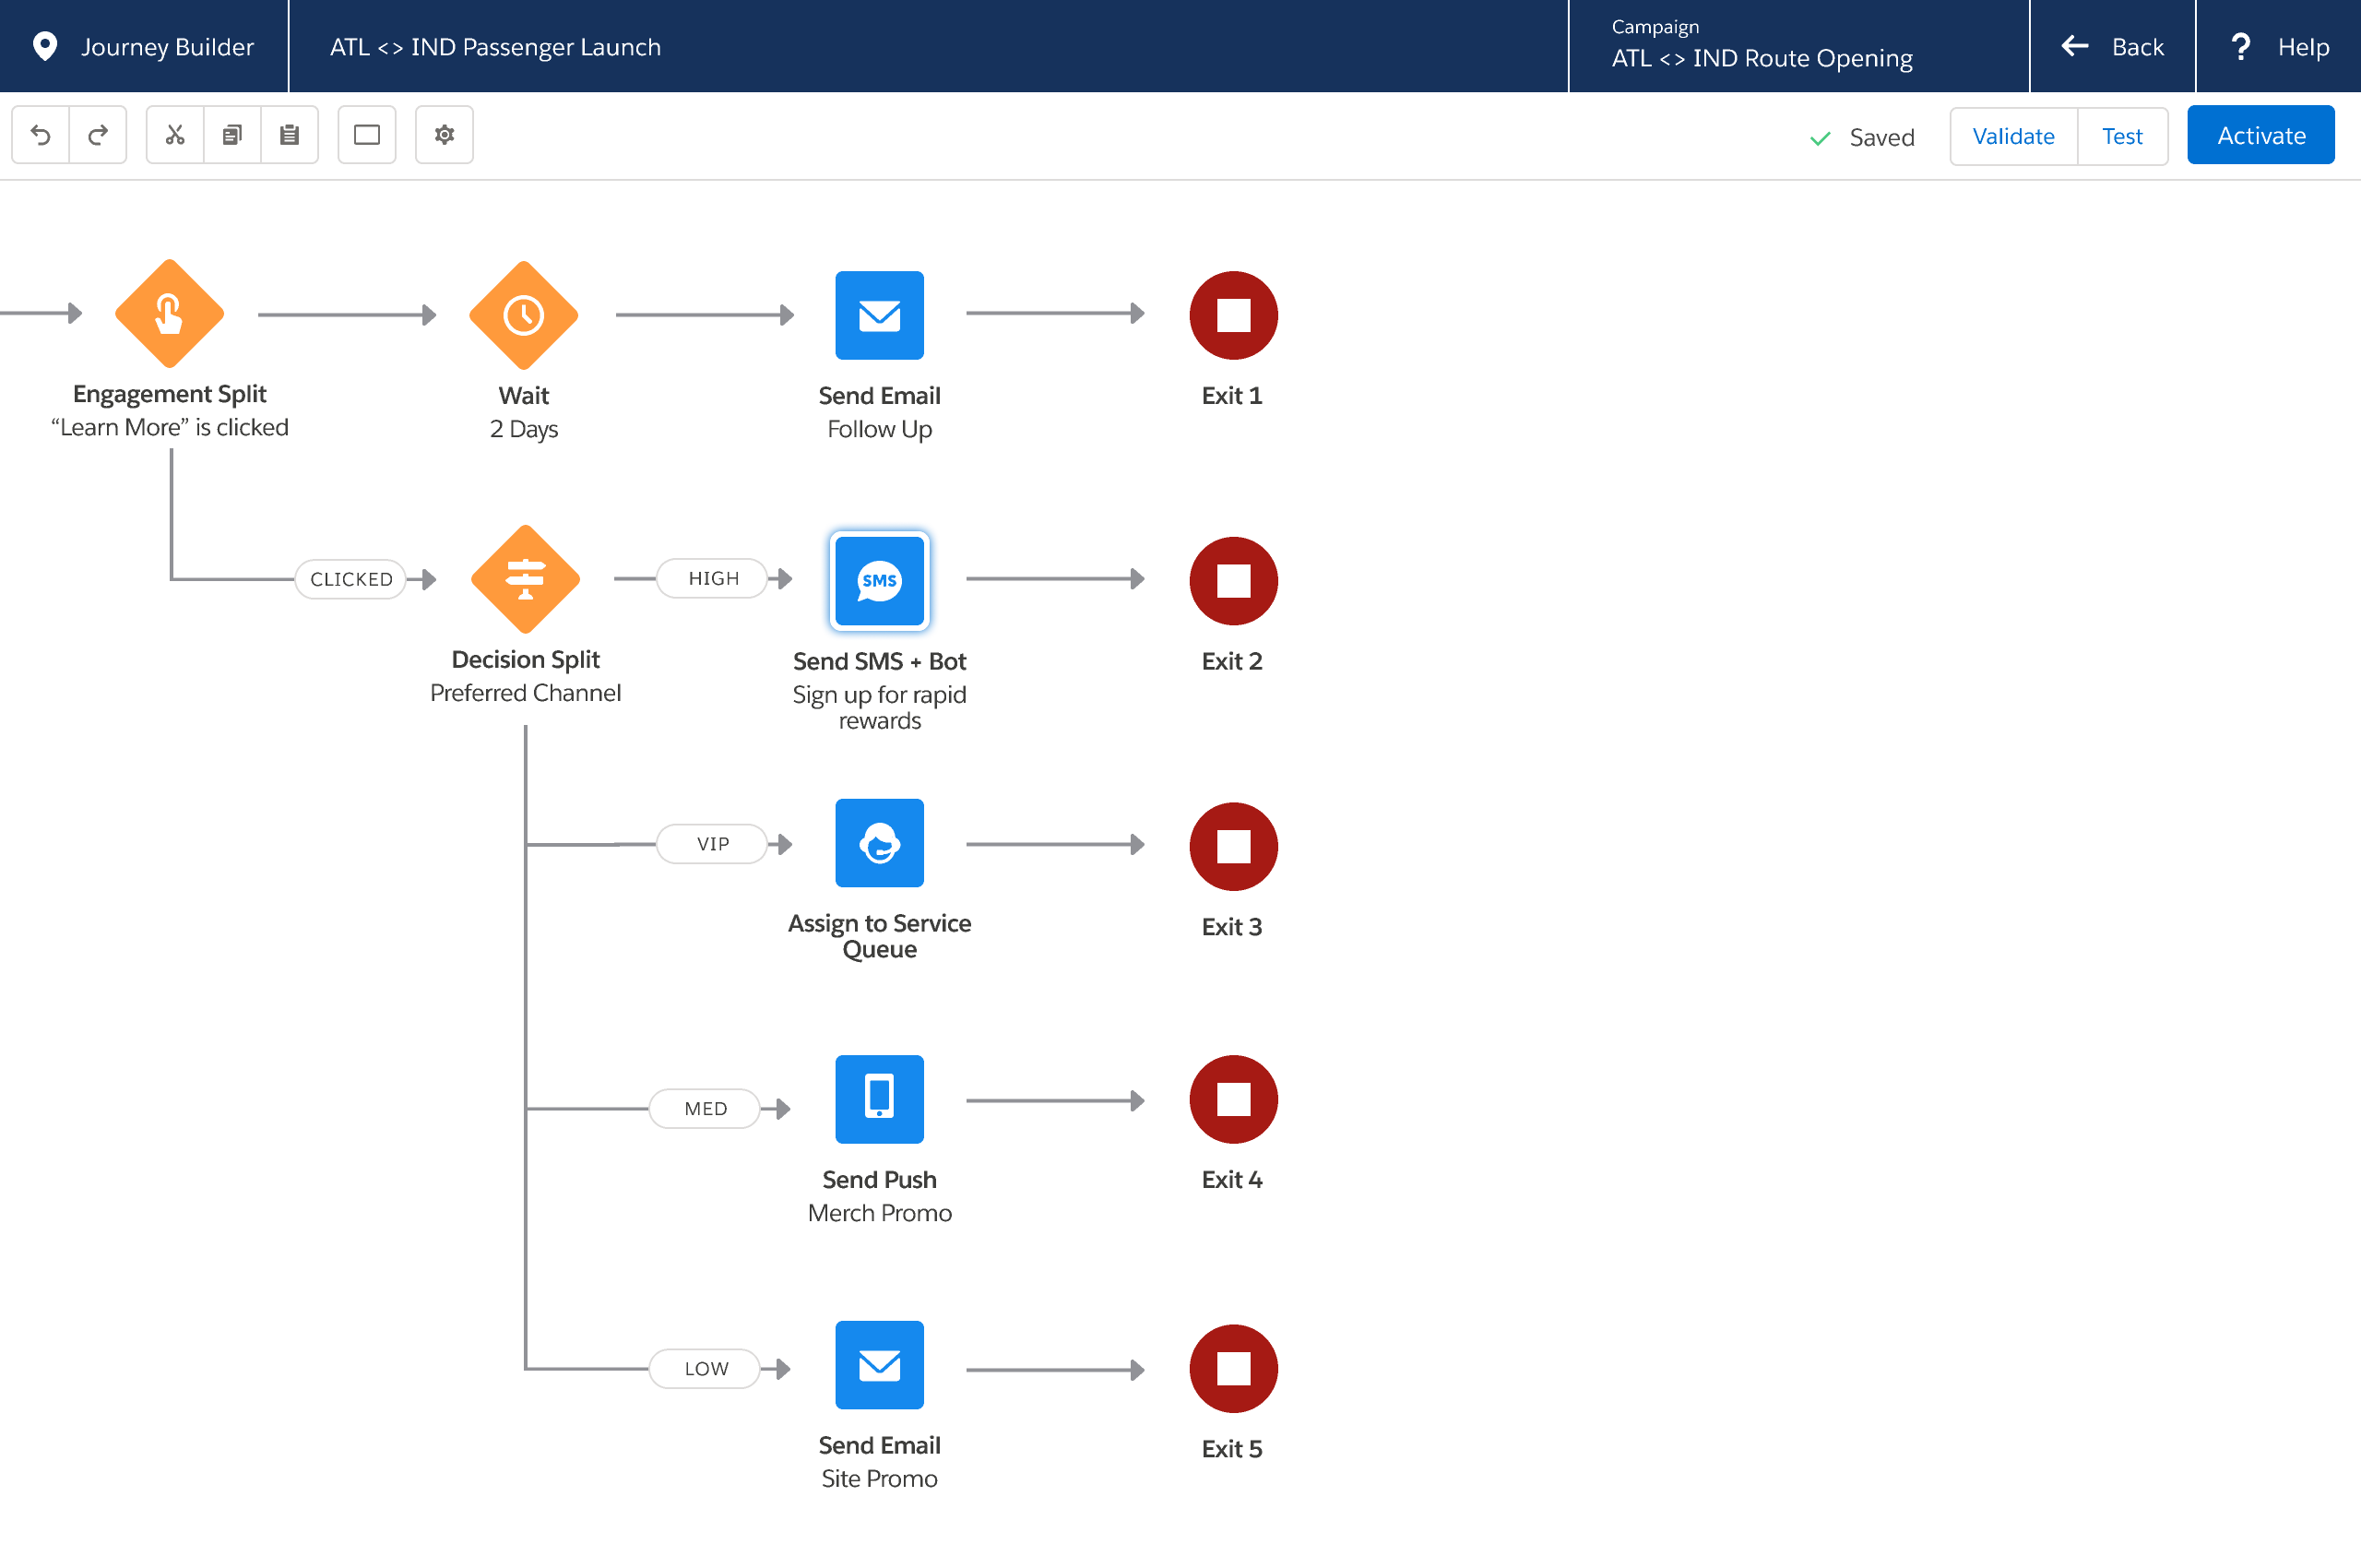 Journey Builder
ATL <> IND Passenger Launch
Campaign
ATL <> IND Route Opening
Back
Help
Saved
Validate
Test
Activate
Engagement Split
“Learn More” is clicked
Wait
2 Days
Send Email
Follow Up
Exit 1
CLICKED
Decision Split
Preferred Channel
HIGH
SMS
Send SMS + Bot
Sign up for rapid
rewards
Exit 2
VIP
Assign to Service
Queue
Exit 3
MED
Send Push
Merch Promo
Exit 4
LOW
Send Email
Site Promo
Exit 5